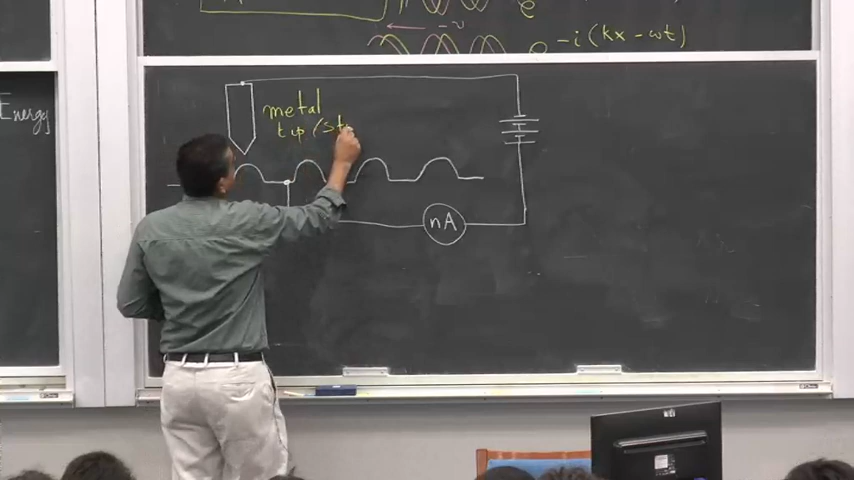 e
-v
e -i(kx - ωt)
Energy
metal
tip (st
nA